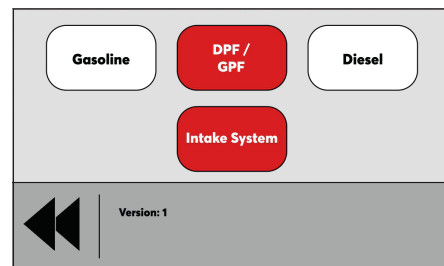 Gasoline
DPF /
GPF
Diesel
Intake System
Version: 1